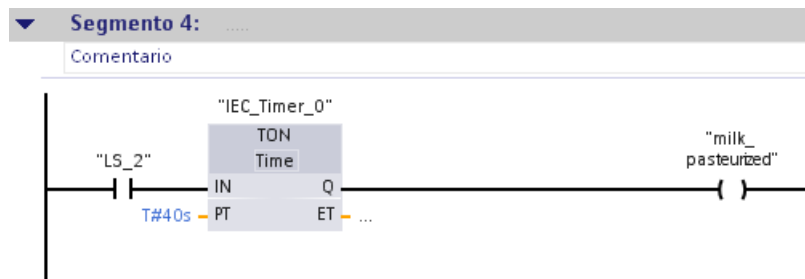 Segmento 4: .....
Comentario
"IEC_Timer_0"
TON
Time
"LS_2"
IN
Q
T#40s
PT
ET
...
"milk_
pasteurized"